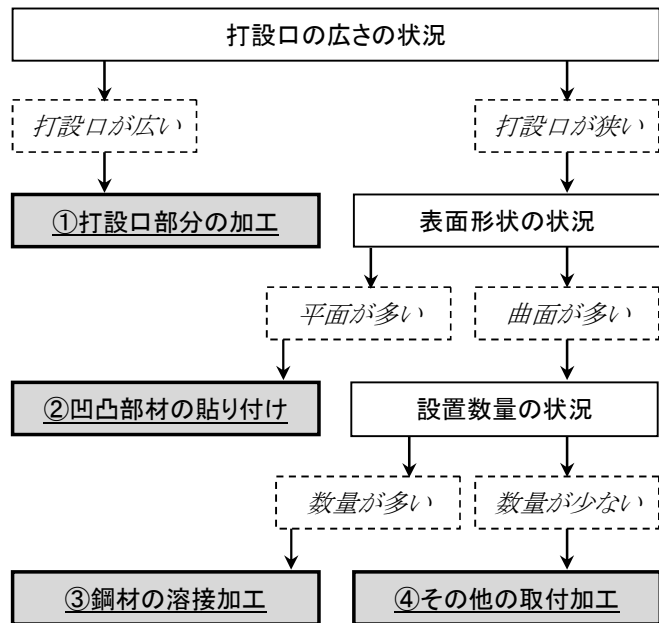 打設口の広さの状況
打設口が広い
打設口が狭い
①打設口部分の加工
表面形状の状況
平面が多い
曲面が多い
②凹凸部材の貼り付け
設置数量の状況
数量が多い
数量が少ない
③鋼材の溶接加工
④その他の取付加工